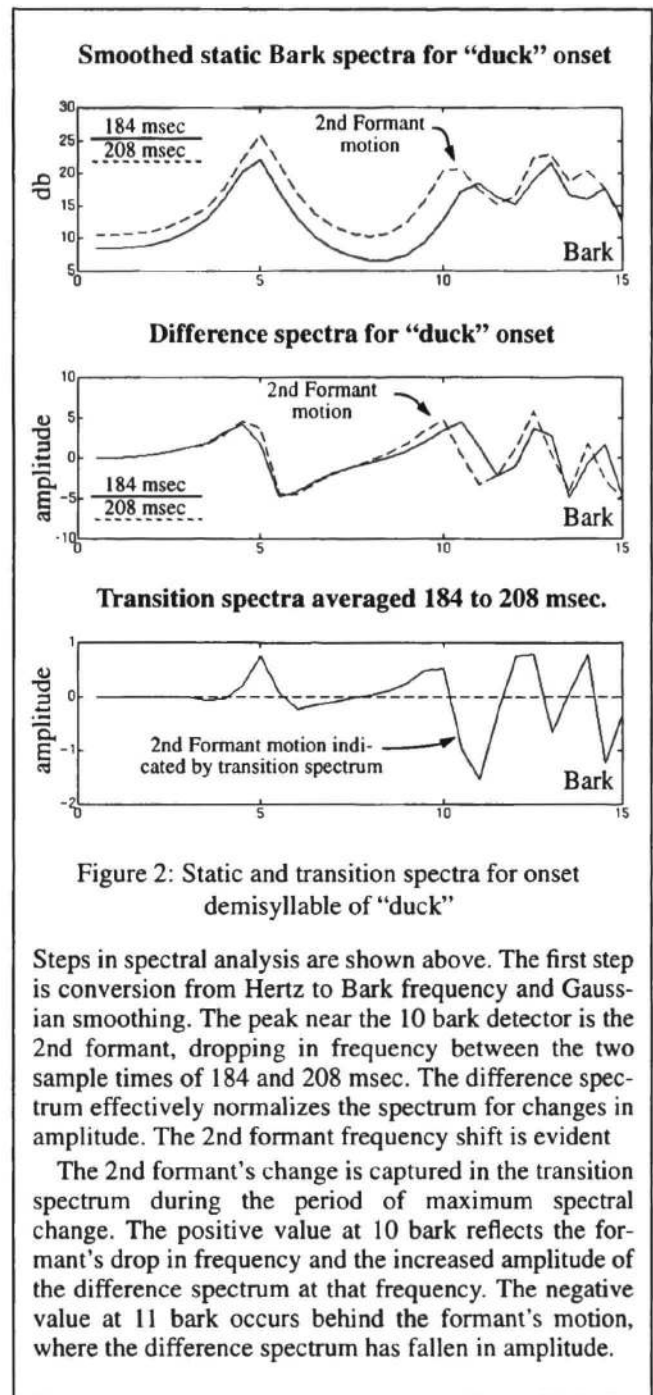 Smoothed static Bark spectra for "duck" onset
30
25
20
15
10
5
db
184 msec
208 msec
2nd Formant
motion
Bark
0
5
10
15
Difference spectra for "duck" onset
10
5
0
-5
-10
amplitude
2nd Formant
motion
184 msec
208 msec
Bark
0
5
10
15
Transition spectra averaged 184 to 208 msec.
1
0
-1
-2
amplitude
2nd Formant motion indi-
cated by transition spectrum
Bark
0
5
10
15
Figure 2: Static and transition spectra for onset
demisyllable of "duck"
Steps in spectral analysis are shown above. The first step
is conversion from Hertz to Bark frequency and Gauss-
ian smoothing. The peak near the 10 bark detector is the
2nd formant, dropping in frequency between the two
sample times of 184 and 208 msec. The difference spec-
trum effectively normalizes the spectrum for changes in
amplitude. The 2nd formant frequency shift is evident
The 2nd formant's change is captured in the transition
spectrum during the period of maximum spectral
change. The positive value at 10 bark reflects the for-
mant's drop in frequency and the increased amplitude of
the difference spectrum at that frequency. The negative
value at 11 bark occurs behind the formant's motion,
where the difference spectrum has fallen in amplitude.